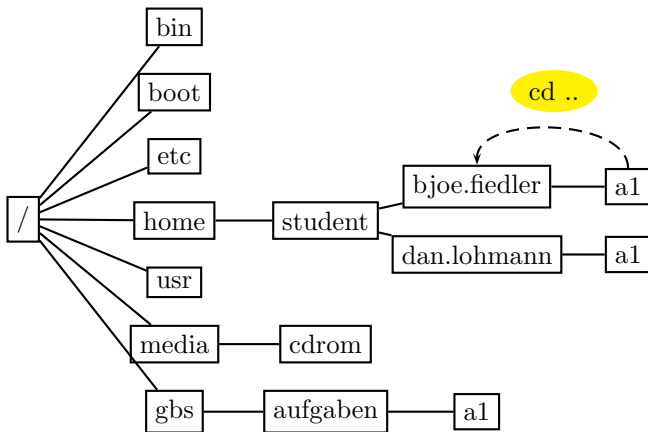 bin
boot
cd ..
etc
bjoe.fiedler
a1
/
home
student
dan.lohmann
a1
usr
media
cdrom
gbs
aufgaben
a1